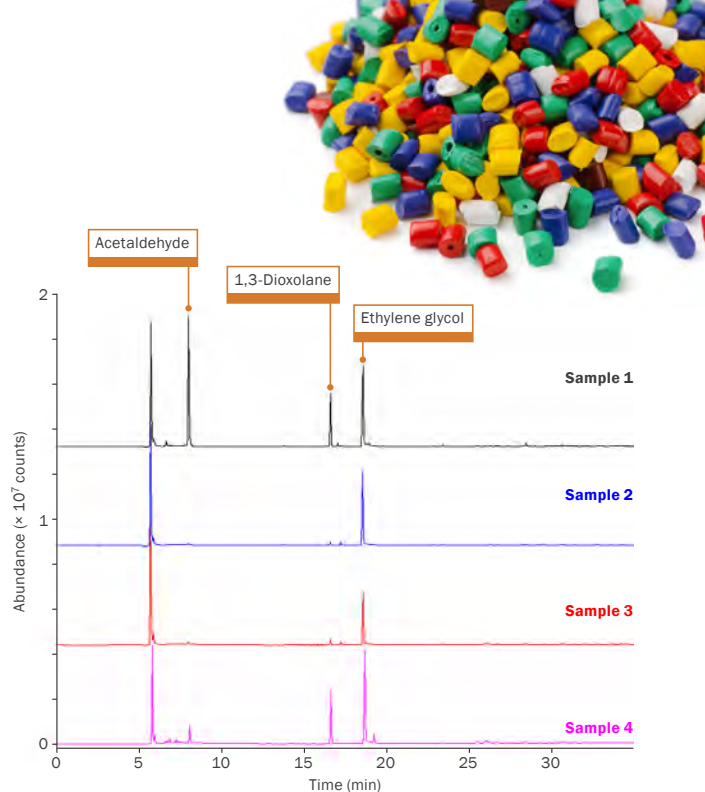 Acetaldehyde
1,3-Dioxolane
Ethylene glycol
2
1
0
Abundance (× 10⁷ counts)
Sample 1
Sample 2
Sample 3
Sample 4
0 5 10 15 20 25 30
Time (min)